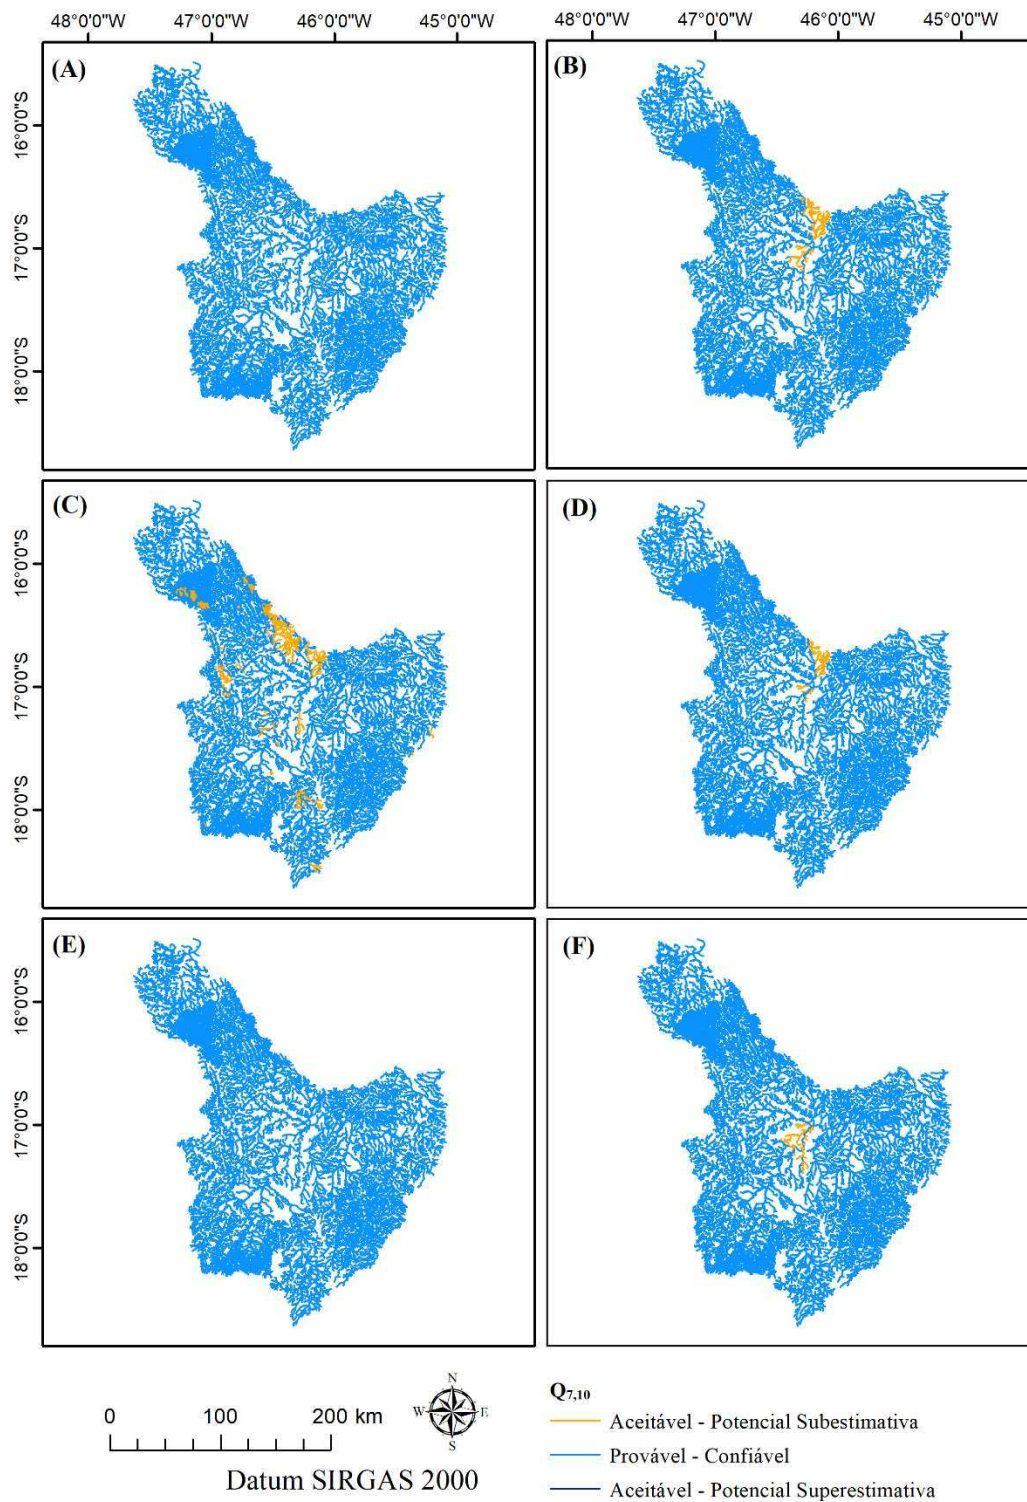 48°0'0"W 47°0'0"W 46°0'0"W 45°0'0"W 48°0'0"W 47°0'0"W 46°0'0"W 45°0'0"W
(A) (B)
16°0'0"S
17°0'0"S
18°0'0"S
(C) (D)
16°0'0"S
17°0'0"S
18°0'0"S
(E) (F)
16°0'0"S
17°0'0"S
18°0'0"S
0 100 200 km
N
W E
S
Datum SIRGAS 2000
Q7,10
Aceitável - Potencial Subestimativa
Provável - Confiável
Aceitável - Potencial Superestimativa